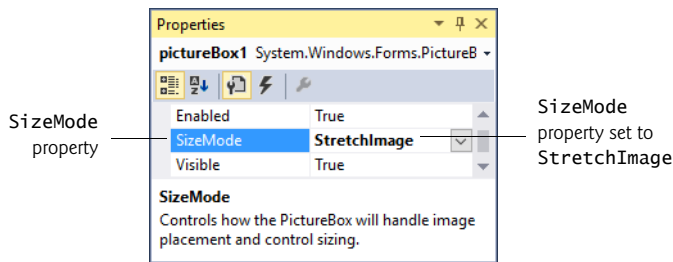 Properties
pictureBox1 System.Windows.Forms.PictureB
Enabled True
SizeMode StretchImage
Visible True
SizeMode
Controls how the PictureBox will handle image
placement and control sizing.
SizeMode
property
SizeMode
property set to
StretchImage